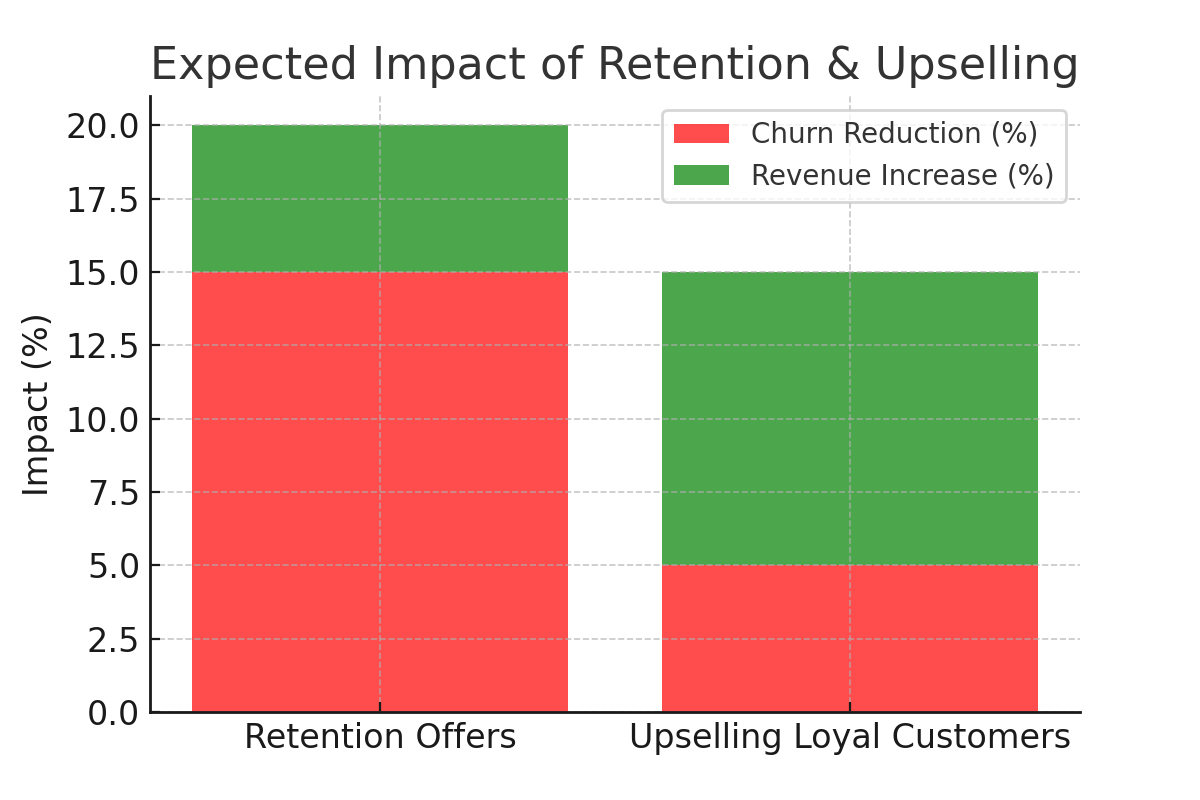 Expected Impact of Retention & Upselling
Churn Reduction (%)
Revenue Increase (%)
Impact (%)
20.0
17.5
15.0
12.5
10.0
7.5
5.0
2.5
0.0
Retention Offers
Upselling Loyal Customers